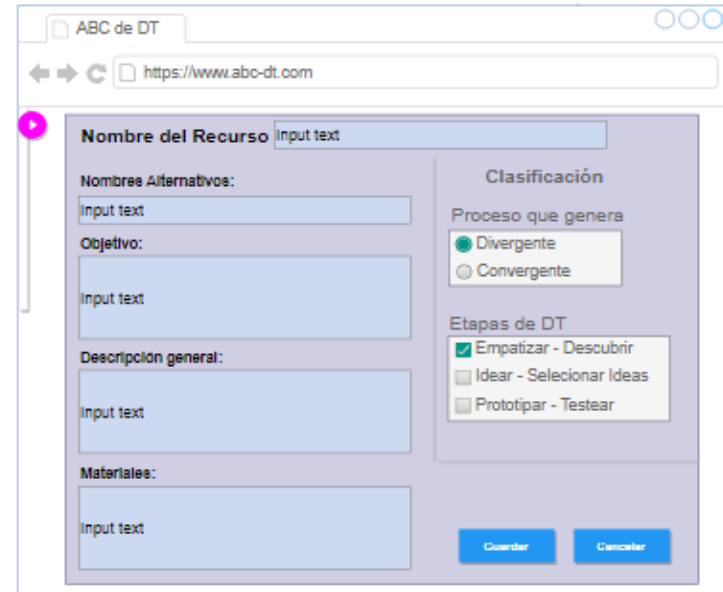 ABC de DT
https://www.abc-dt.com
Nombre del Recurso Input text
Nombres Alternativos:
Input text
Objetivo:
Input text
Descripción general:
Input text
Materiales:
Input text
Clasificación
Proceso que genera
Divergente
Convergente
Etapas de DT
Empatizar - Descubrir
Idear - Selecionar Ideas
Prototipar - Testear
Guardar
Cancelar